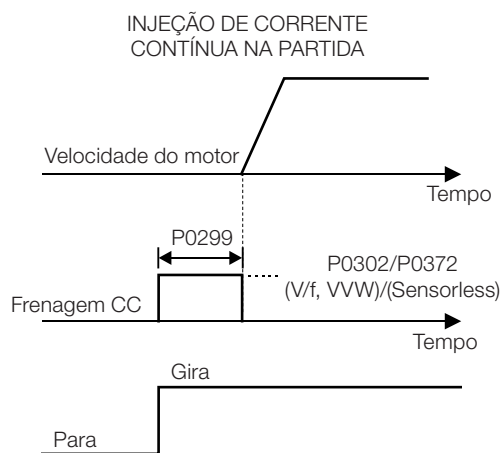 INJEÇÃO DE CORRENTE
CONTÍNUA NA PARTIDA
Velocidade do motor
Tempo
P0299
P0302/P0372
(V/f, VVW)/(Sensorless)
Frenagem CC
Tempo
Gira
Para